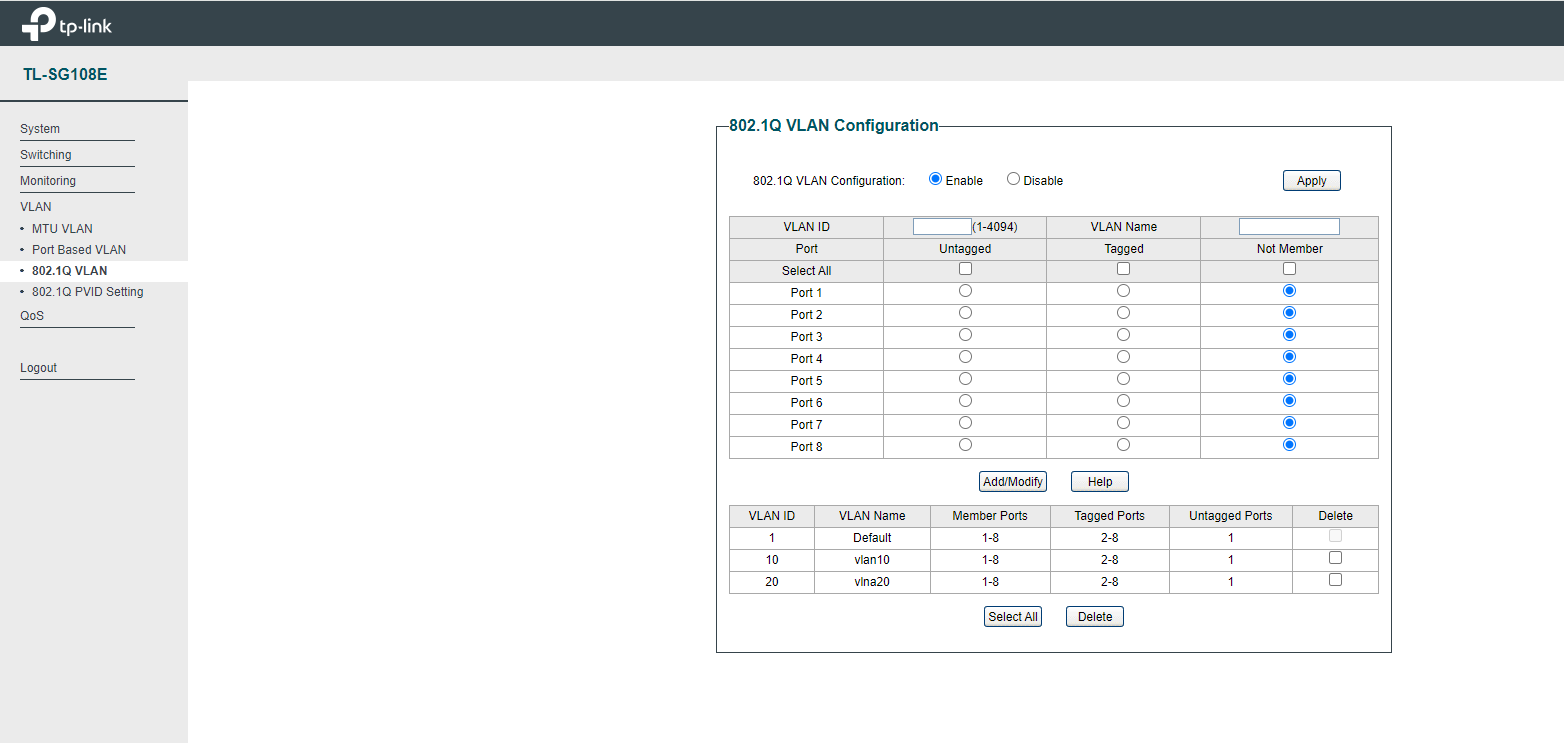 tp-link
TL-SG108E
System
Switching
Monitoring
VLAN
• MTU VLAN
• Port Based VLAN
• 802.1Q VLAN
• 802.1Q PVID Setting
QoS
Logout
802.1Q VLAN Configuration
802.1Q VLAN Configuration: Enable Disable Apply
VLAN ID (1-4094) VLAN Name
Port Untagged Tagged Not Member
Select All
Port 1
Port 2
Port 3
Port 4
Port 5
Port 6
Port 7
Port 8
Add/Modify Help
VLAN ID VLAN Name Member Ports Tagged Ports Untagged Ports Delete
1 Default 1-8 2-8 1
10 vlan10 1-8 2-8 1
20 vlna20 1-8 2-8 1
Select All Delete